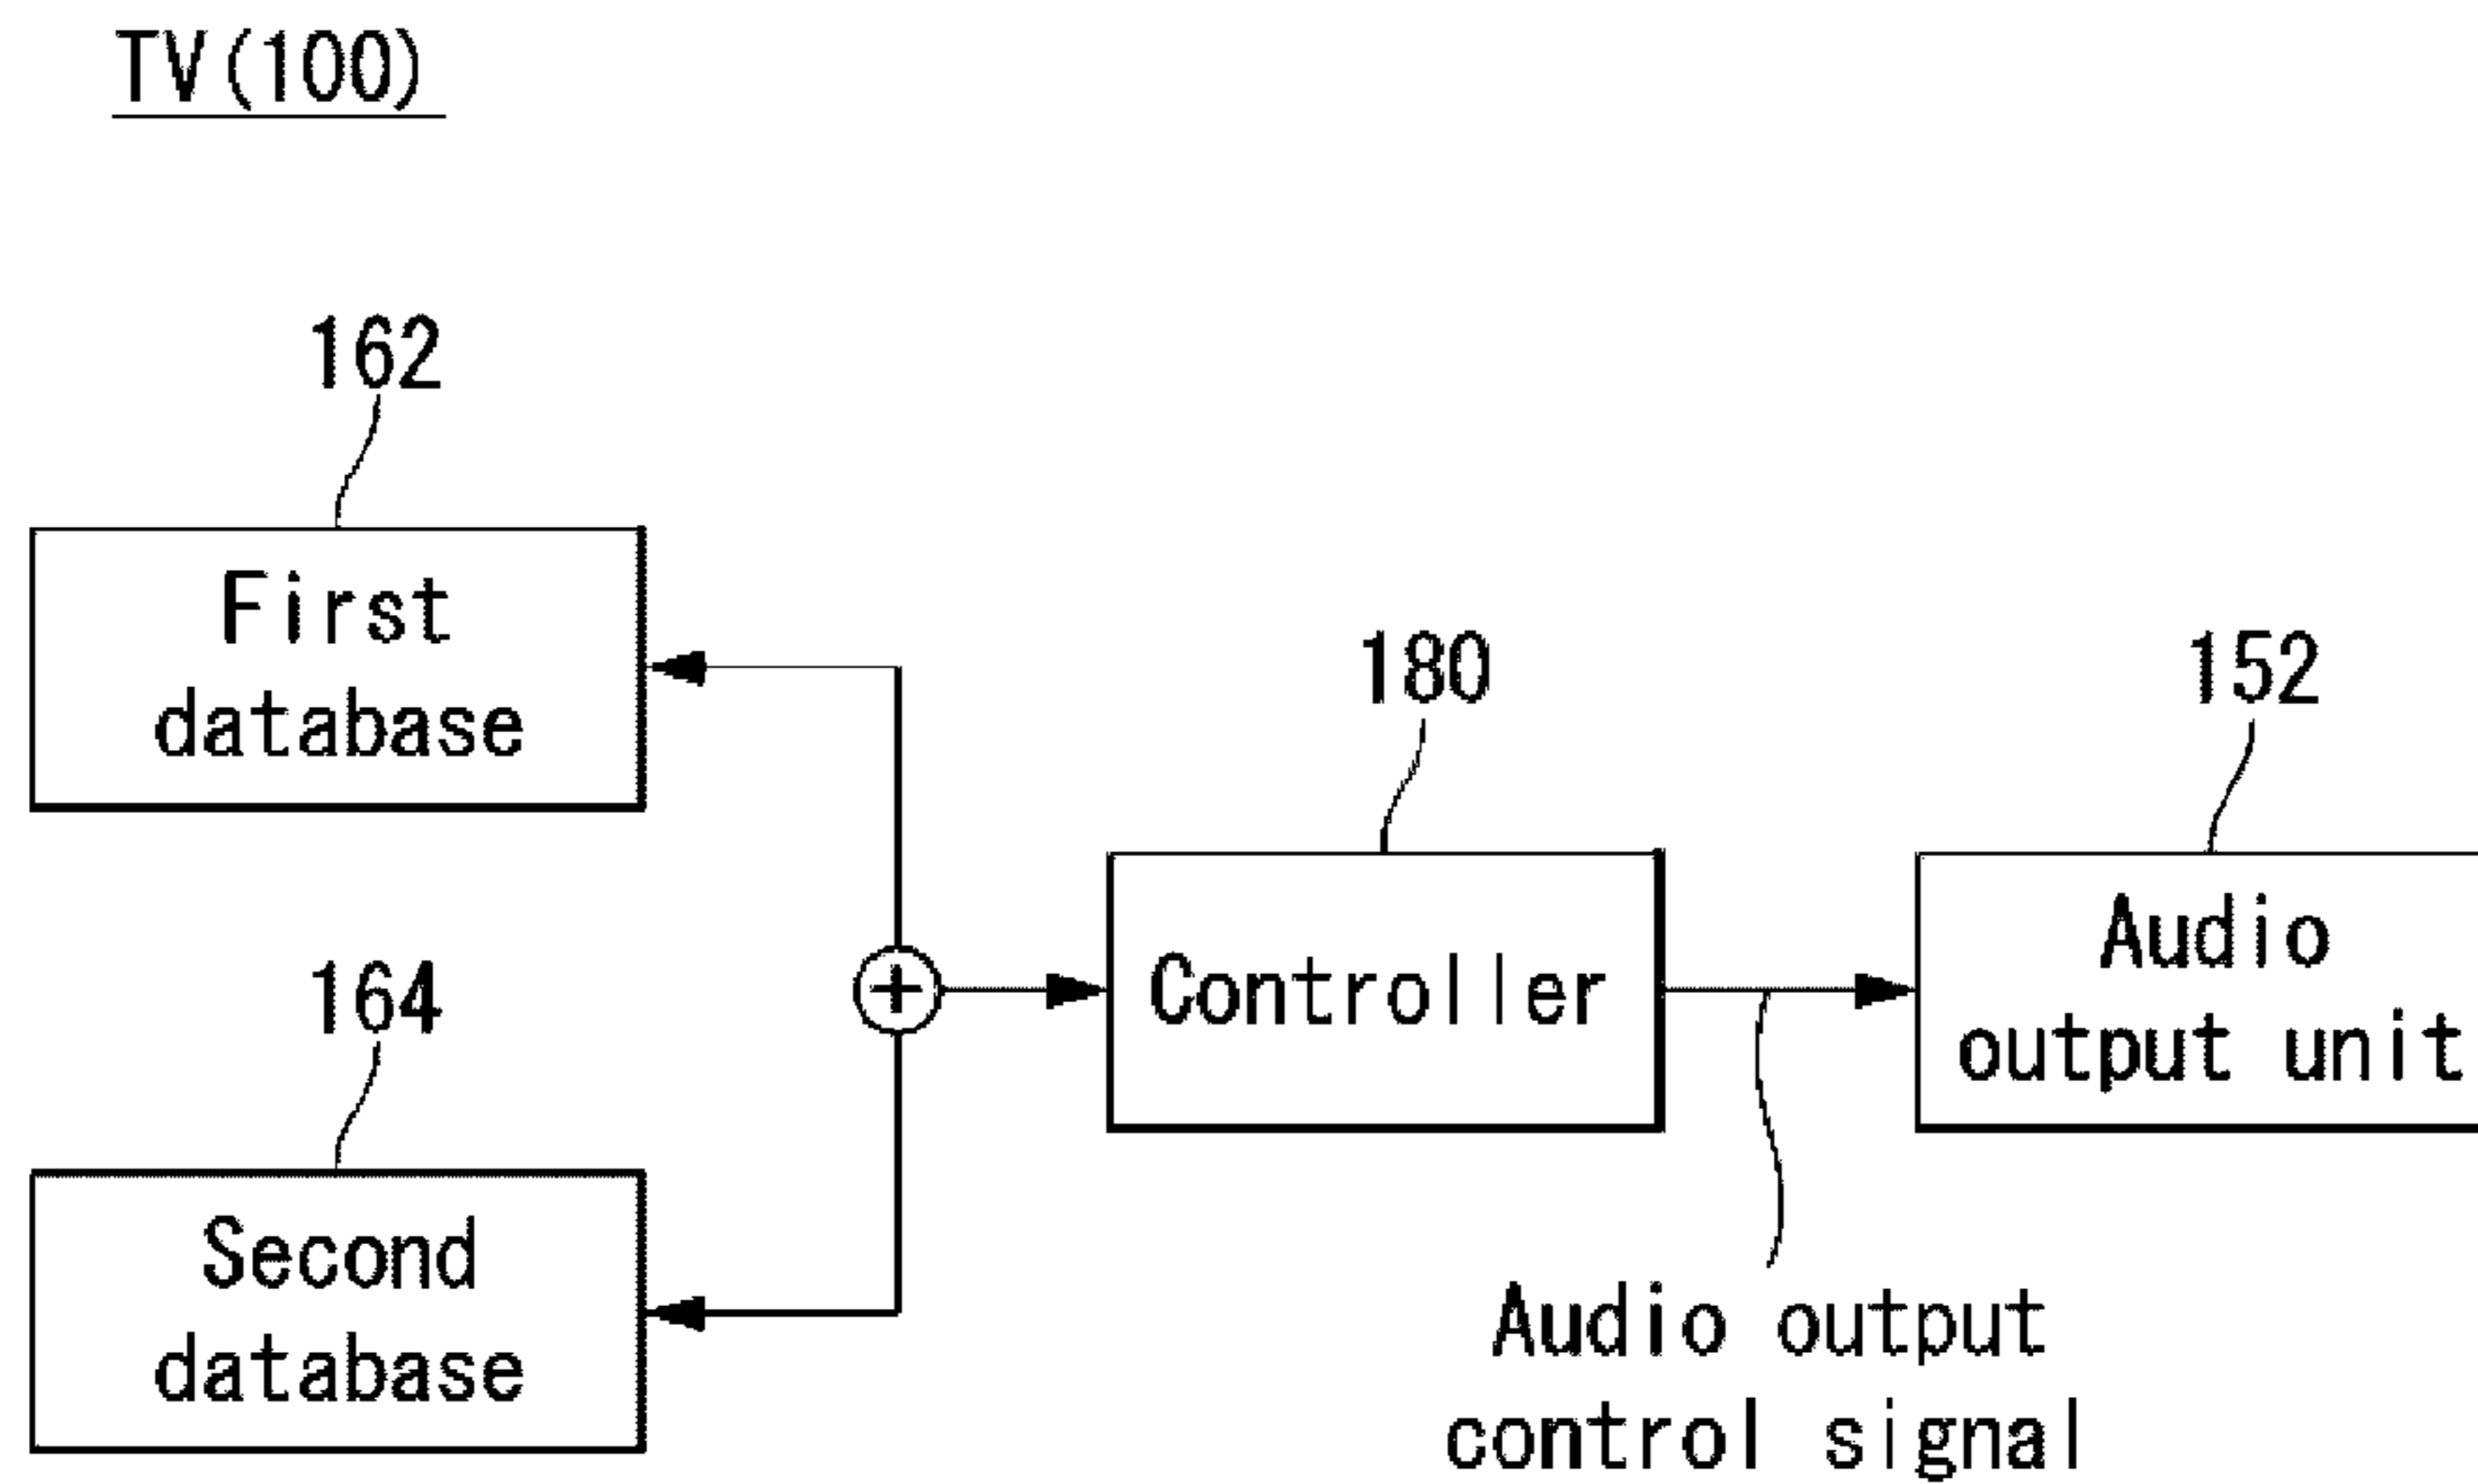 TV(100)
162
First
database
180
152
164
+
Controller
Audio
output unit
Second
database
Audio output
control signal